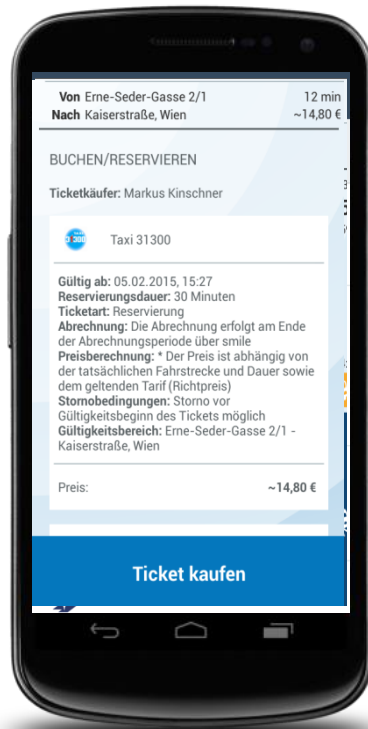 Von Erne-Seder-Gasse 2/1 12 min
Nach Kaiserstraße, Wien ~14,80 €
BUCHEN/RESERVIEREN
Ticketkäufer: Markus Kinschner
Taxi 31300
Gültig ab: 05.02.2015, 15:27
Reservierungsdauer: 30 Minuten
Ticketart: Reservierung
Abrechnung: Die Abrechnung erfolgt am Ende
der Abrechnungsperiode über smile
Preisberechnung: * Der Preis ist abhängig von
der tatsächlichen Fahrstrecke und Dauer sowie
dem geltenden Tarif (Richtpreis)
Stornobedingungen: Storno vor
Gültigkeitsbeginn des Tickets möglich
Gültigkeitsbereich: Erne-Seder-Gasse 2/1 -
Kaiserstraße, Wien
Preis: ~14,80 €
Ticket kaufen